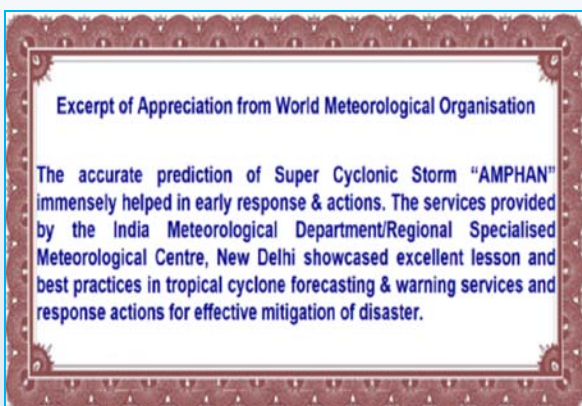 Excerpt of Appreciation from World Meteorological Organisation
The accurate prediction of Super Cyclonic Storm “AMPHAN”
immensely helped in early response & actions. The services provided
by the India Meteorological Department/Regional Specialised
Meteorological Centre, New Delhi showcased excellent lesson and
best practices in tropical cyclone forecasting & warning services and
response actions for effective mitigation of disaster.